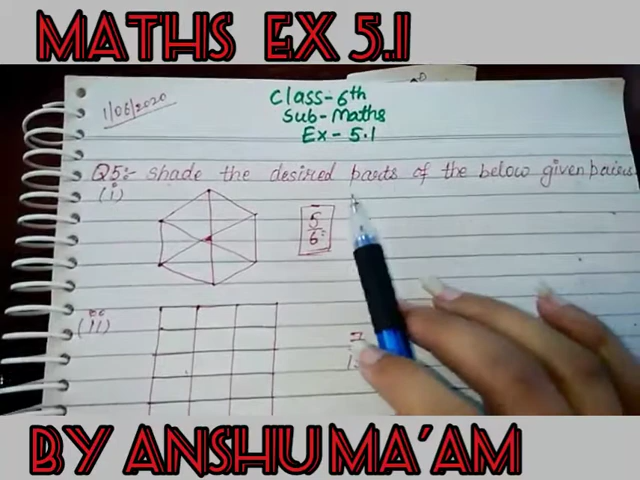 MATHS EX 5.1
1/06/2020
Class-6th
Sub-Maths
Ex-5.1
Q5:- Shade the desired parts of the below given
(i)
5/6
(ii)
7
BY ANSHU MA'AM